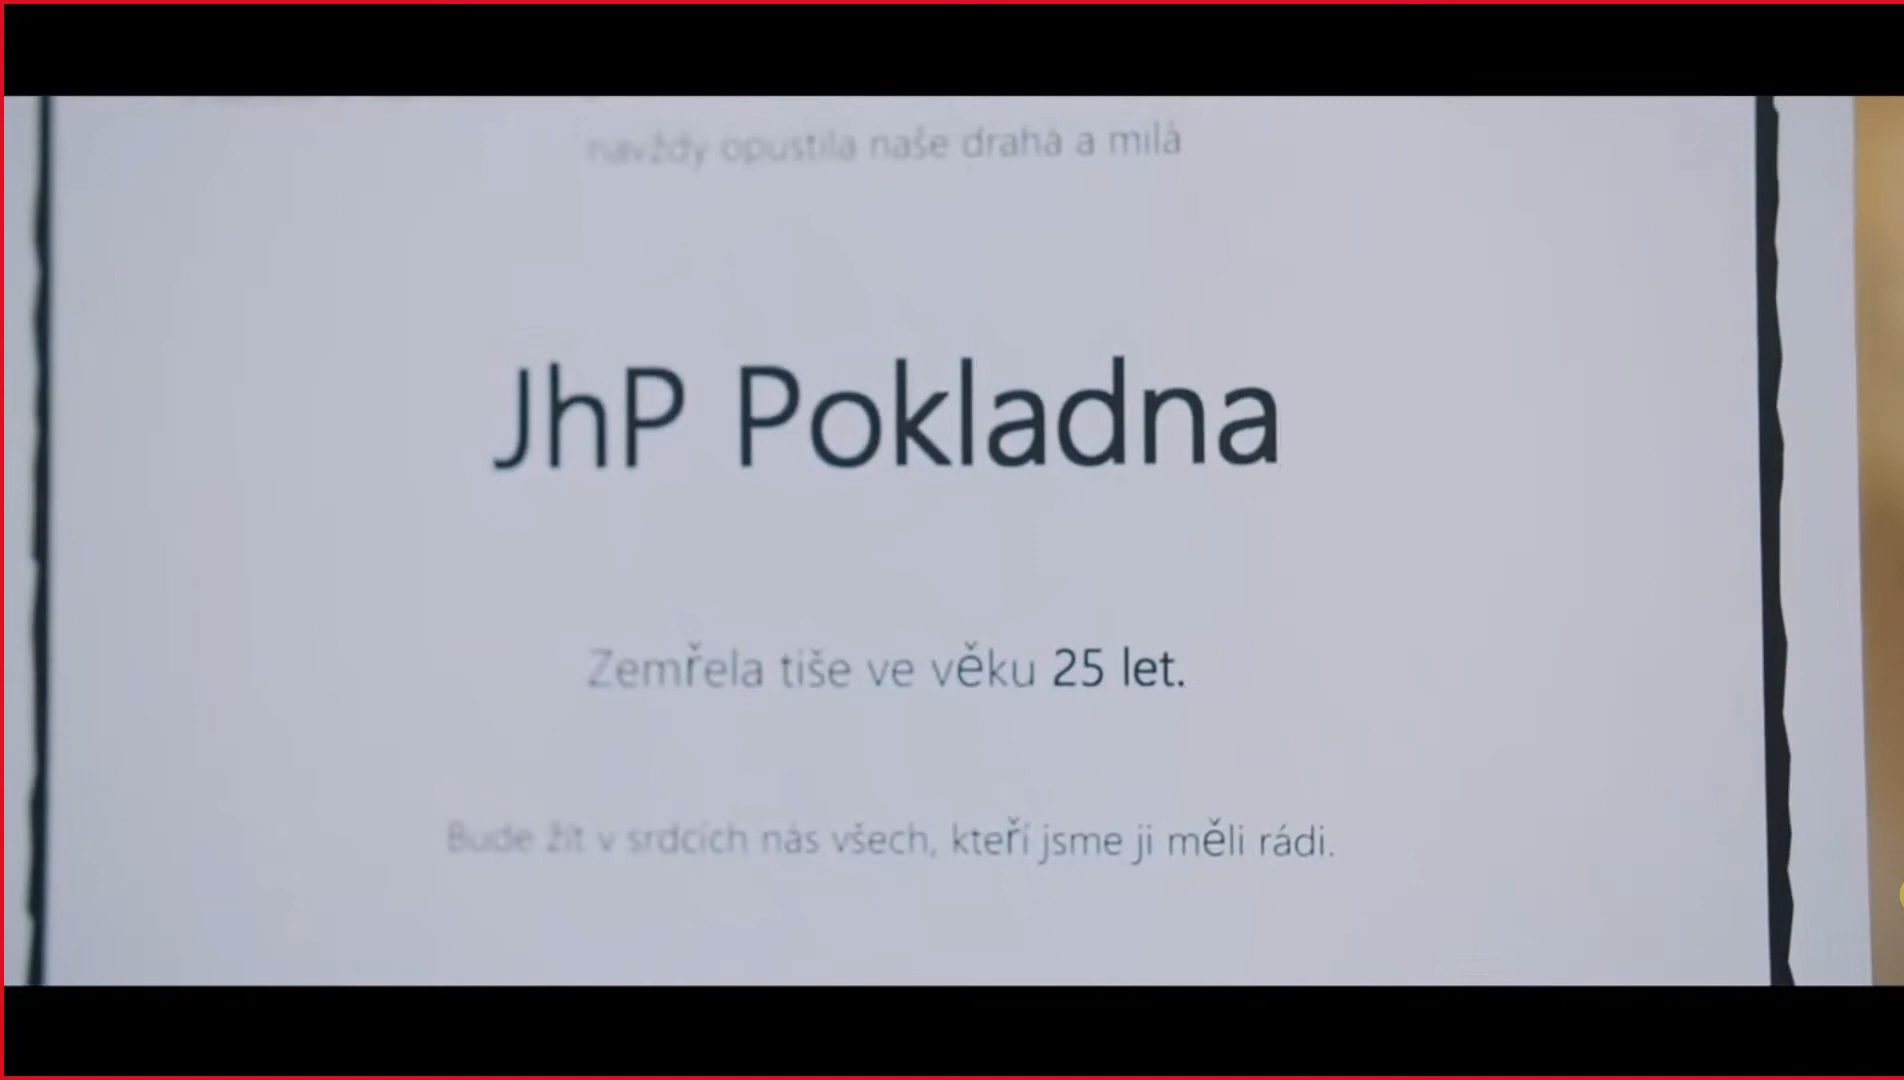 navždy opustila naše drahá a milá
JhP Pokladna
Zemřela tiše ve věku 25 let.
Bude žít v srdcích nás všech, kteří jsme ji měli rádi.